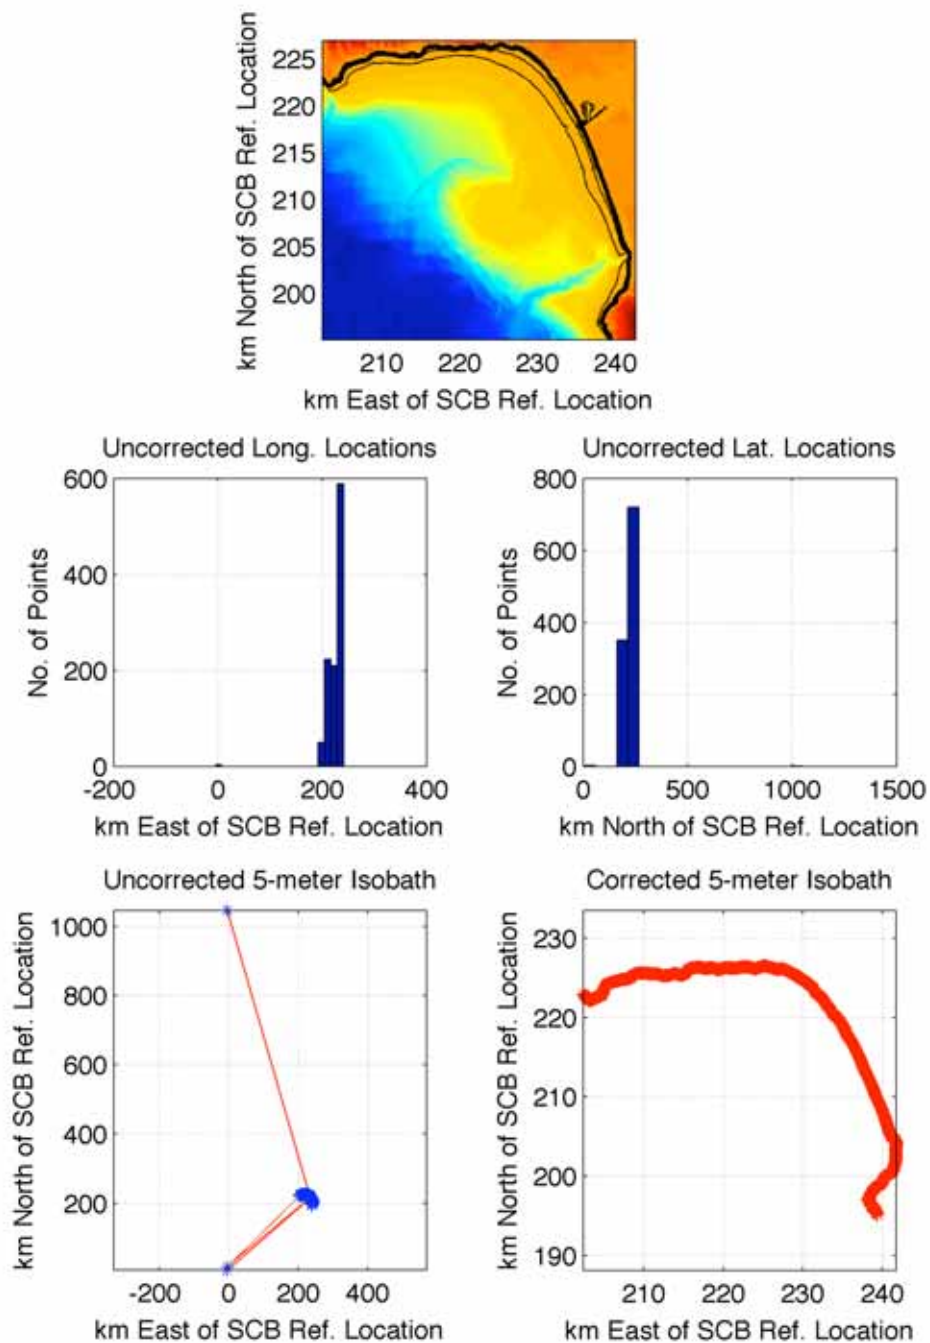 225
220
215
210
205
200
km North of SCB Ref. Location
210 220 230 240
km East of SCB Ref. Location
Uncorrected Long. Locations
600
400
200
0
No. of Points
-200 0 200 400
km East of SCB Ref. Location
Uncorrected Lat. Locations
800
600
400
200
0
No. of Points
0 500 1000 1500
km North of SCB Ref. Location
Uncorrected 5-meter Isobath
1000
800
600
400
200
km North of SCB Ref. Location
-200 0 200 400
km East of SCB Ref. Location
Corrected 5-meter Isobath
230
220
210
200
190
km North of SCB Ref. Location
210 220 230 240
km East of SCB Ref. Location